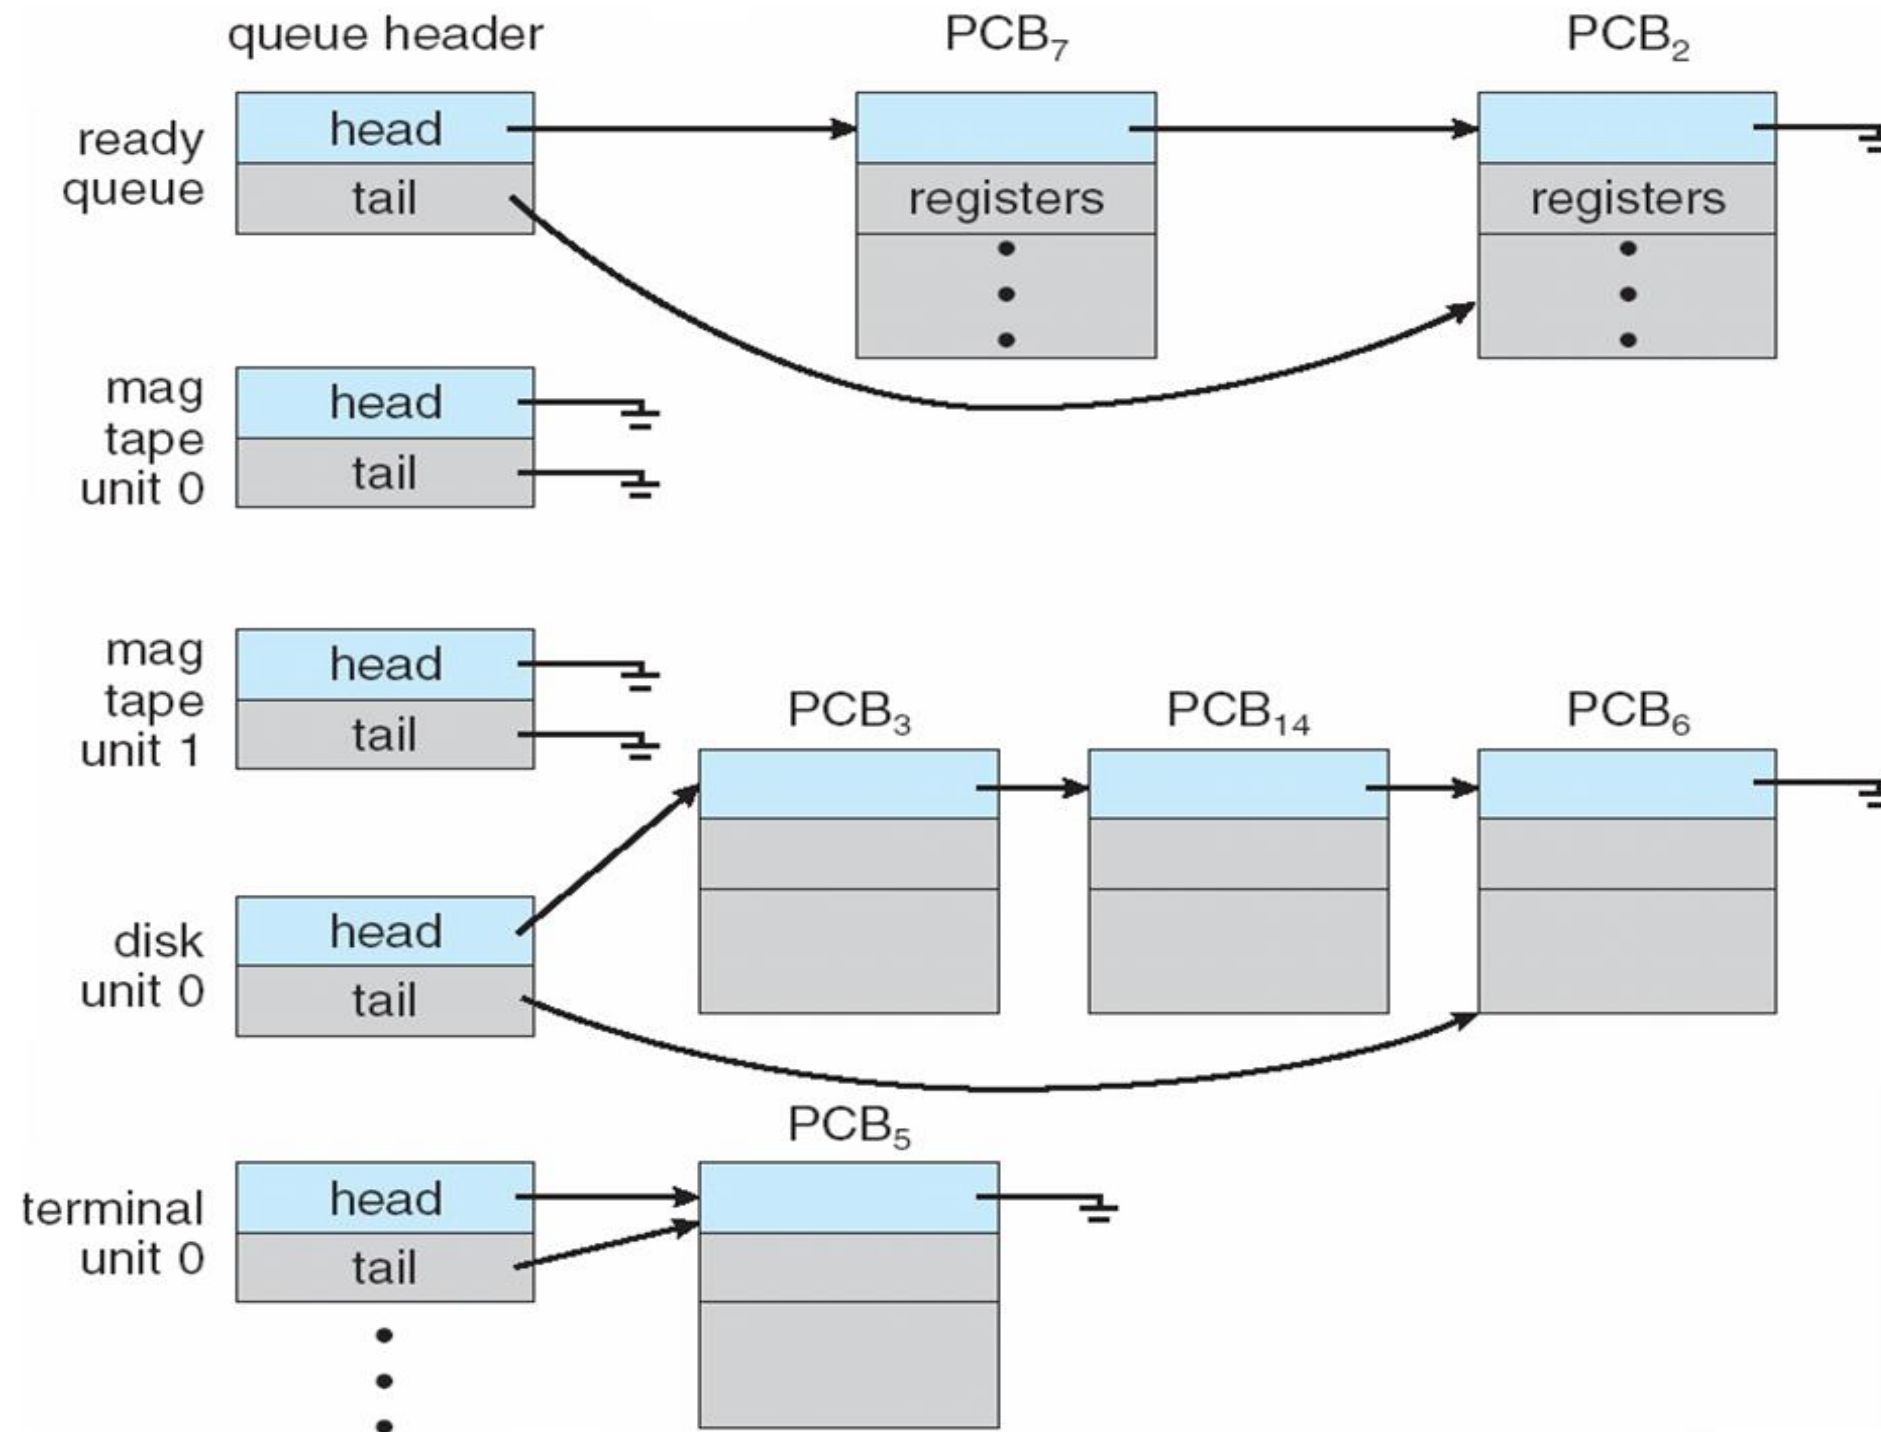 queue header
PCB₇
PCB₂
ready
queue
head
tail
registers
registers
mag
tape
unit 0
head
tail
mag
tape
unit 1
head
tail
PCB₃
PCB₁₄
PCB₆
disk
unit 0
head
tail
PCB₅
terminal
unit 0
head
tail